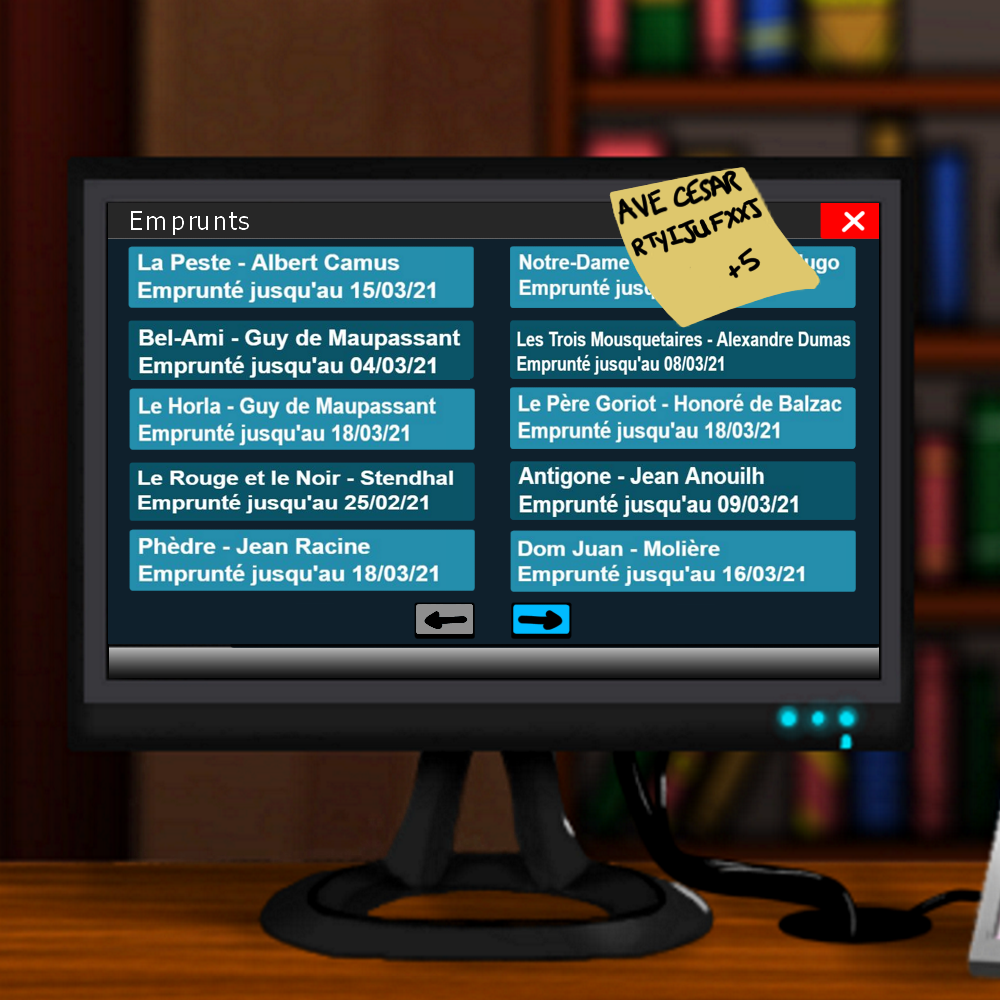 Emprunts
AVE CÉSAR
RTYIJUFXXJ
+5
La Peste - Albert Camus
Emprunté jusqu'au 15/03/21
Notre-Dame
Bel-Ami - Guy de Maupassant
Emprunté jusqu'au 04/03/21
Les Trois Mousquetaires - Alexandre Dumas
Emprunté jusqu'au 08/03/21
Le Horla - Guy de Maupassant
Emprunté jusqu'au 18/03/21
Le Père Goriot - Honoré de Balzac
Emprunté jusqu'au 18/03/21
Le Rouge et le Noir - Stendhal
Emprunté jusqu'au 25/02/21
Antigone - Jean Anouilh
Emprunté jusqu'au 09/03/21
Phèdre - Jean Racine
Emprunté jusqu'au 18/03/21
Dom Juan - Molière
Emprunté jusqu'au 16/03/21